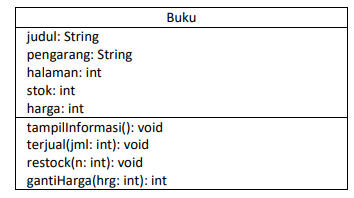 Buku
judul: String
pengarang: String
halaman: int
stok: int
harga: int
tampilInformasi(): void
terjual(jml: int): void
restock(n: int): void
gantiHarga(hrg: int): int